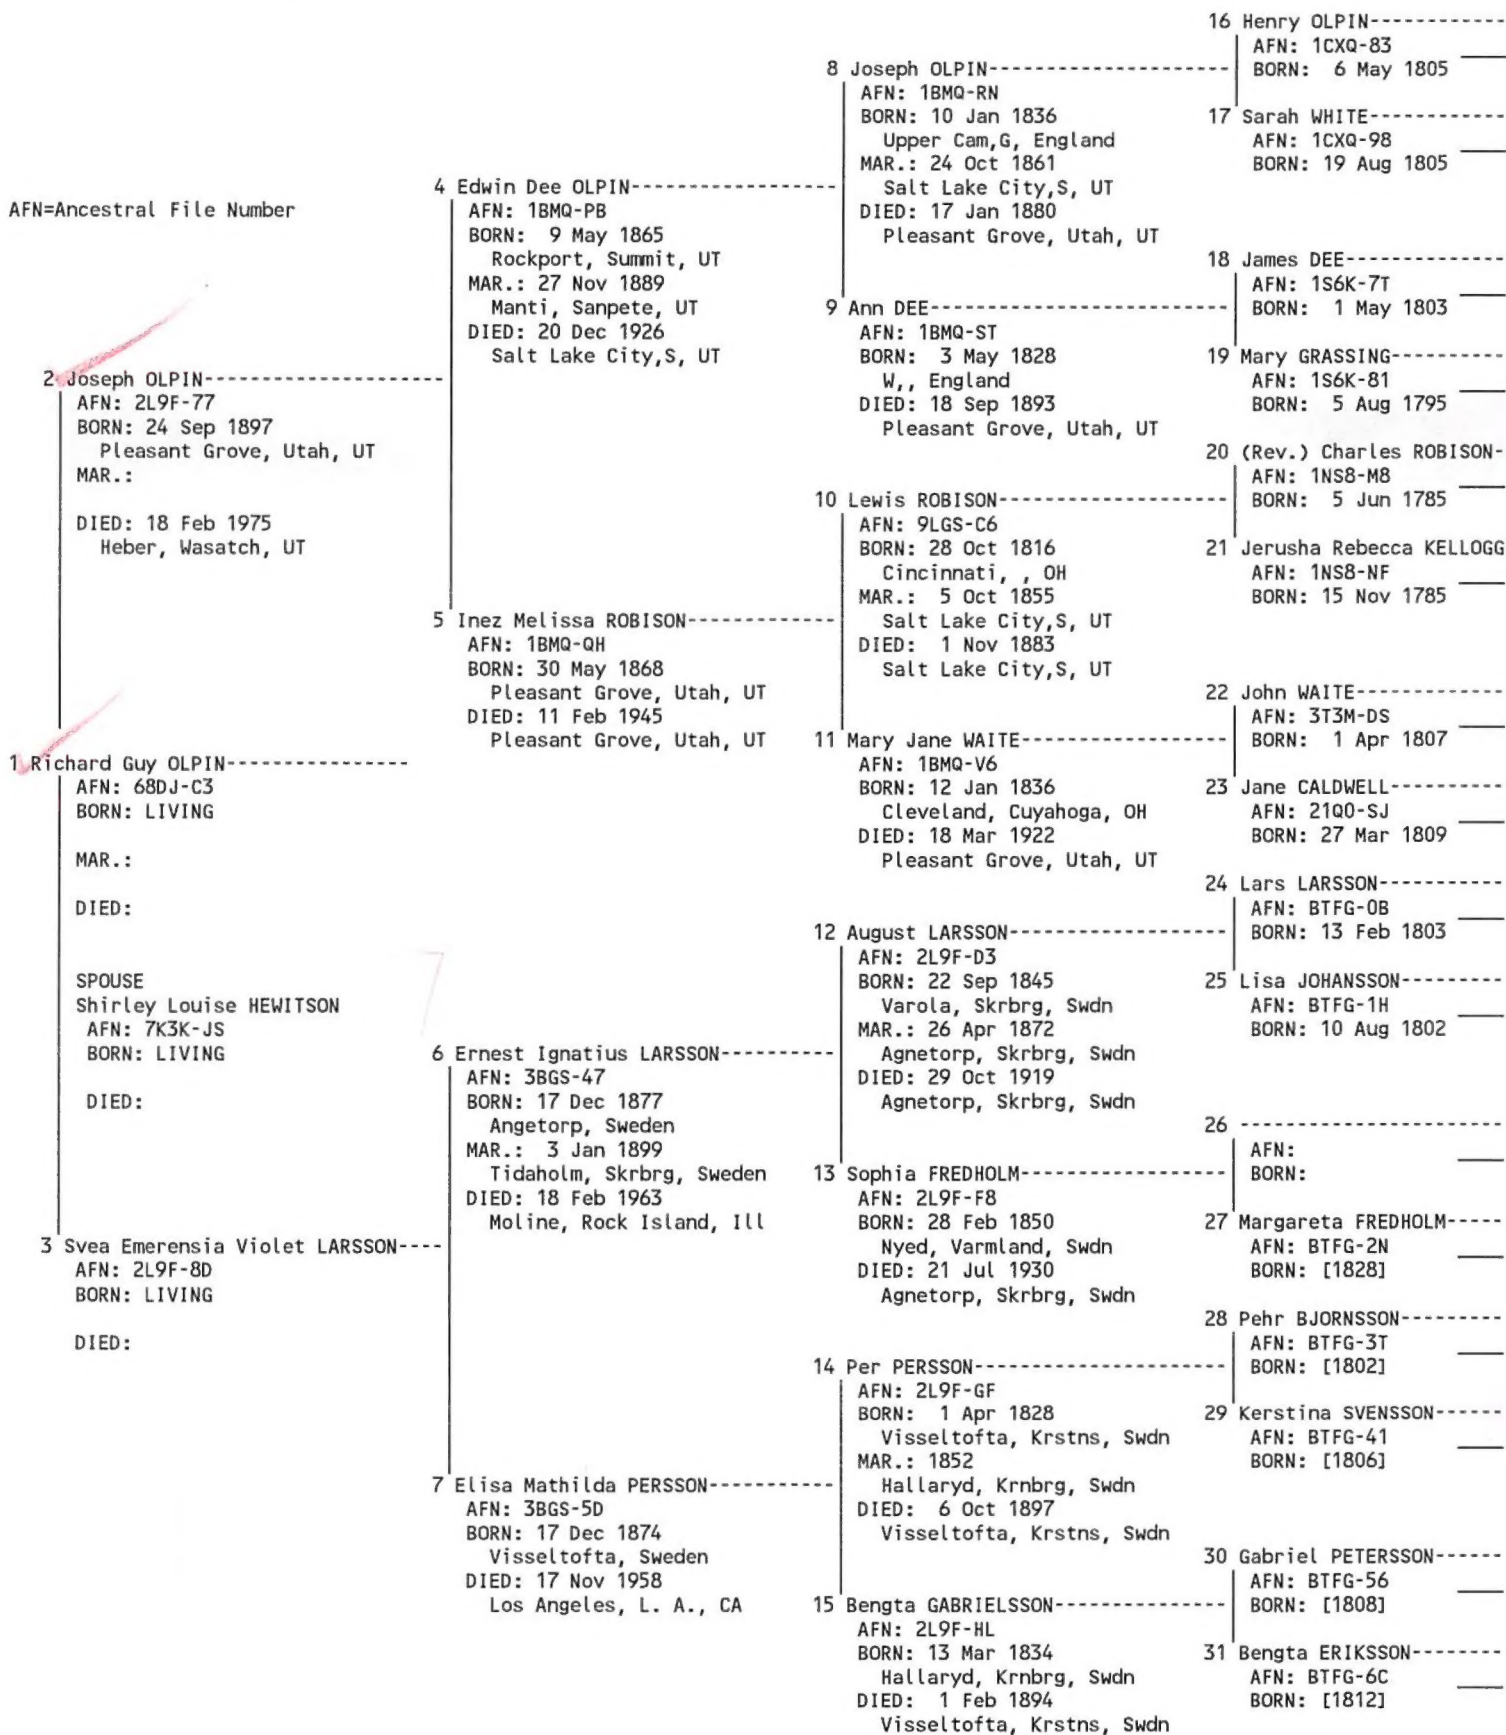 AFN=Ancestral File Number
1 Richard Guy OLPIN---------------
AFN: 68DJ-C3
BORN: LIVING
MAR.:
DIED:
SPOUSE
Shirley Louise HEWITSON
AFN: 7K3K-JS
BORN: LIVING
DIED:
2 Joseph OLPIN--------------------
AFN: 2L9F-77
BORN: 24 Sep 1897
Pleasant Grove, Utah, UT
MAR.:
DIED: 18 Feb 1975
Heber, Wasatch, UT
3 Svea Emerensia Violet LARSSON----
AFN: 2L9F-8D
BORN: LIVING
DIED:
4 Edwin Dee OLPIN-----------------
AFN: 1BMQ-PB
BORN: 9 May 1865
Rockport, Summit, UT
MAR.: 27 Nov 1889
Manti, Sanpete, UT
DIED: 20 Dec 1926
Salt Lake City,S, UT
5 Inez Melissa ROBISON------------
AFN: 1BMQ-QH
BORN: 30 May 1868
Pleasant Grove, Utah, UT
DIED: 11 Feb 1945
Pleasant Grove, Utah, UT
6 Ernest Ignatius LARSSON---------
AFN: 3BGS-47
BORN: 17 Dec 1877
Angetorp, Sweden
MAR.: 3 Jan 1899
Tidaholm, Skrbrg, Sweden
DIED: 18 Feb 1963
Moline, Rock Island, Ill
7 Elisa Mathilda PERSSON----------
AFN: 3BGS-5D
BORN: 17 Dec 1874
Visseltofta, Sweden
DIED: 17 Nov 1958
Los Angeles, L. A., CA
8 Joseph OLPIN--------------------
AFN: 1BMQ-RN
BORN: 10 Jan 1836
Upper Cam,G, England
MAR.: 24 Oct 1861
Salt Lake City,S, UT
DIED: 17 Jan 1880
Pleasant Grove, Utah, UT
9 Ann DEE-------------------------
AFN: 1BMQ-ST
BORN: 3 May 1828
W,, England
DIED: 18 Sep 1893
Pleasant Grove, Utah, UT
10 Lewis ROBISON-------------------
AFN: 9LGS-C6
BORN: 28 Oct 1816
Cincinnati, , OH
MAR.: 5 Oct 1855
Salt Lake City,S, UT
DIED: 1 Nov 1883
Salt Lake City,S, UT
11 Mary Jane WAITE-----------------
AFN: 1BMQ-V6
BORN: 12 Jan 1836
Cleveland, Cuyahoga, OH
DIED: 18 Mar 1922
Pleasant Grove, Utah, UT
12 August LARSSON------------------
AFN: 2L9F-D3
BORN: 22 Sep 1845
Varola, Skrbrg, Swdn
MAR.: 26 Apr 1872
Agnetorp, Skrbrg, Swdn
DIED: 29 Oct 1919
Agnetorp, Skrbrg, Swdn
13 Sophia FREDHOLM-----------------
AFN: 2L9F-F8
BORN: 28 Feb 1850
Nyed, Varmland, Swdn
DIED: 21 Jul 1930
Agnetorp, Skrbrg, Swdn
14 Per PERSSON---------------------
AFN: 2L9F-GF
BORN: 1 Apr 1828
Visseltofta, Krstns, Swdn
MAR.: 1852
Hallaryd, Krnbrg, Swdn
DIED: 6 Oct 1897
Visseltofta, Krstns, Swdn
15 Bengta GABRIELSSON--------------
AFN: 2L9F-HL
BORN: 13 Mar 1834
Hallaryd, Krnbrg, Swdn
DIED: 1 Feb 1894
Visseltofta, Krstns, Swdn
16 Henry OLPIN------------
AFN: 1CXQ-83
BORN: 6 May 1805
17 Sarah WHITE------------
AFN: 1CXQ-98
BORN: 19 Aug 1805
18 James DEE--------------
AFN: 1S6K-7T
BORN: 1 May 1803
19 Mary GRASSING----------
AFN: 1S6K-81
BORN: 5 Aug 1795
20 (Rev.) Charles ROBISON-
AFN: 1NS8-M8
BORN: 5 Jun 1785
21 Jerusha Rebecca KELLOGG
AFN: 1NS8-NF
BORN: 15 Nov 1785
22 John WAITE-------------
AFN: 3T3M-DS
BORN: 1 Apr 1807
23 Jane CALDWELL----------
AFN: 21Q0-SJ
BORN: 27 Mar 1809
24 Lars LARSSON-----------
AFN: BTFG-0B
BORN: 13 Feb 1803
25 Lisa JOHANSSON---------
AFN: BTFG-1H
BORN: 10 Aug 1802
26 -----------------------
AFN:
BORN:
27 Margareta FREDHOLM-----
AFN: BTFG-2N
BORN: [1828]
28 Pehr BJORNSSON---------
AFN: BTFG-3T
BORN: [1802]
29 Kerstina SVENSSON------
AFN: BTFG-41
BORN: [1806]
30 Gabriel PETERSSON------
AFN: BTFG-56
BORN: [1808]
31 Bengta ERIKSSON--------
AFN: BTFG-6C
BORN: [1812]